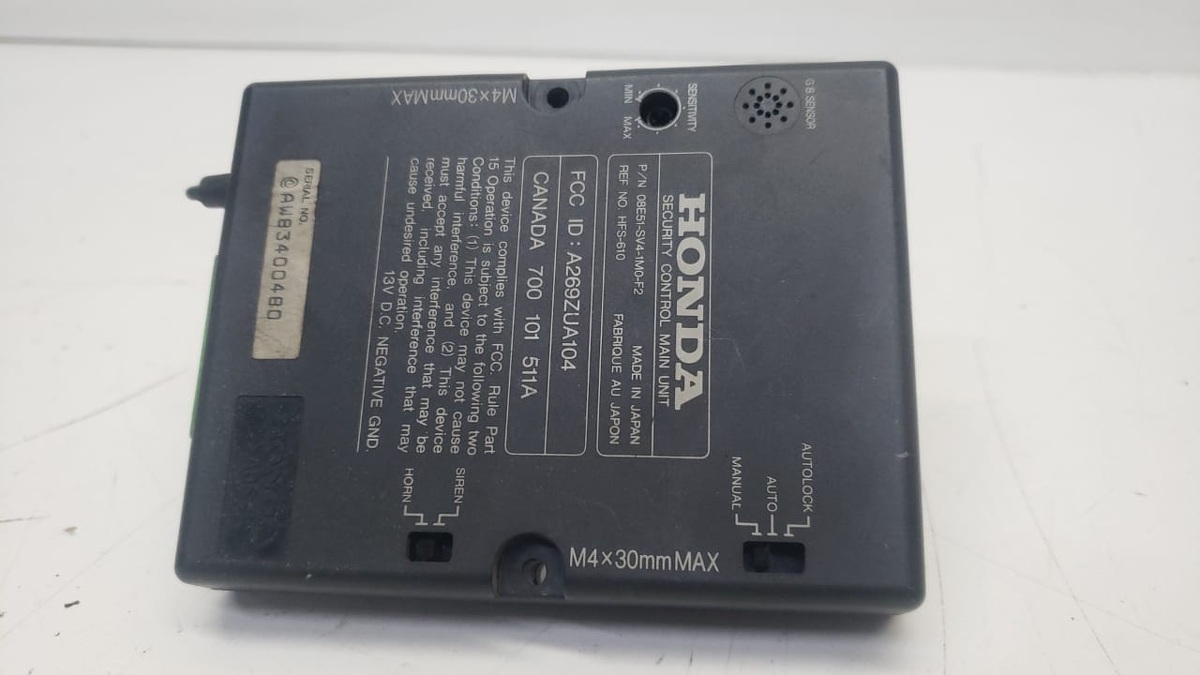 G.B.SENSOR
SENSITIVITY
MIN MAX
M4×30mmMAX
HONDA
SECURITY CONTROL MAIN UNIT
P/N 08E51-SV4-1M0-F2 MADE IN JAPAN
REF NO. HFS-610 FABRIQUE AU JAPON
FCC ID : A269ZUA104
CANADA 700 101 511A
This device complies with FCC. Rule Part
15 Operation is subject to the following two
Conditions: (1) This device may not cause
harmful interference, and (2) This device
must accept any interference that may be
received, including interference that may
cause undesired operation.
13V D.C. NEGATIVE GND.
SERIAL NO.
©AW83400480
AUTOLOCK
AUTO
MANUAL
M4×30mmMAX
SIREN
HORN